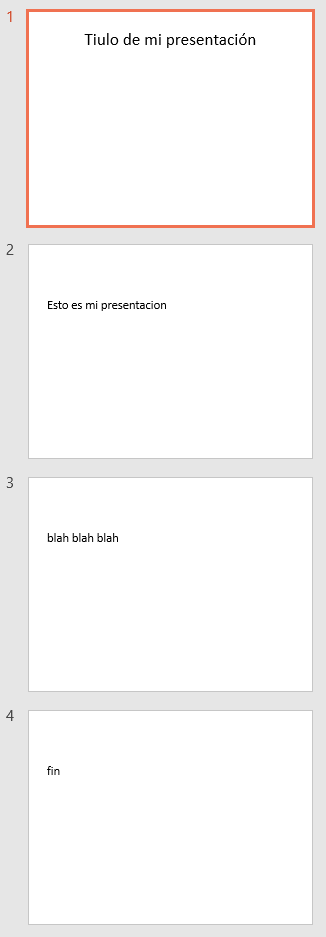 1
Tiulo de mi presentación
2
Esto es mi presentacion
3
blah blah blah
4
fin